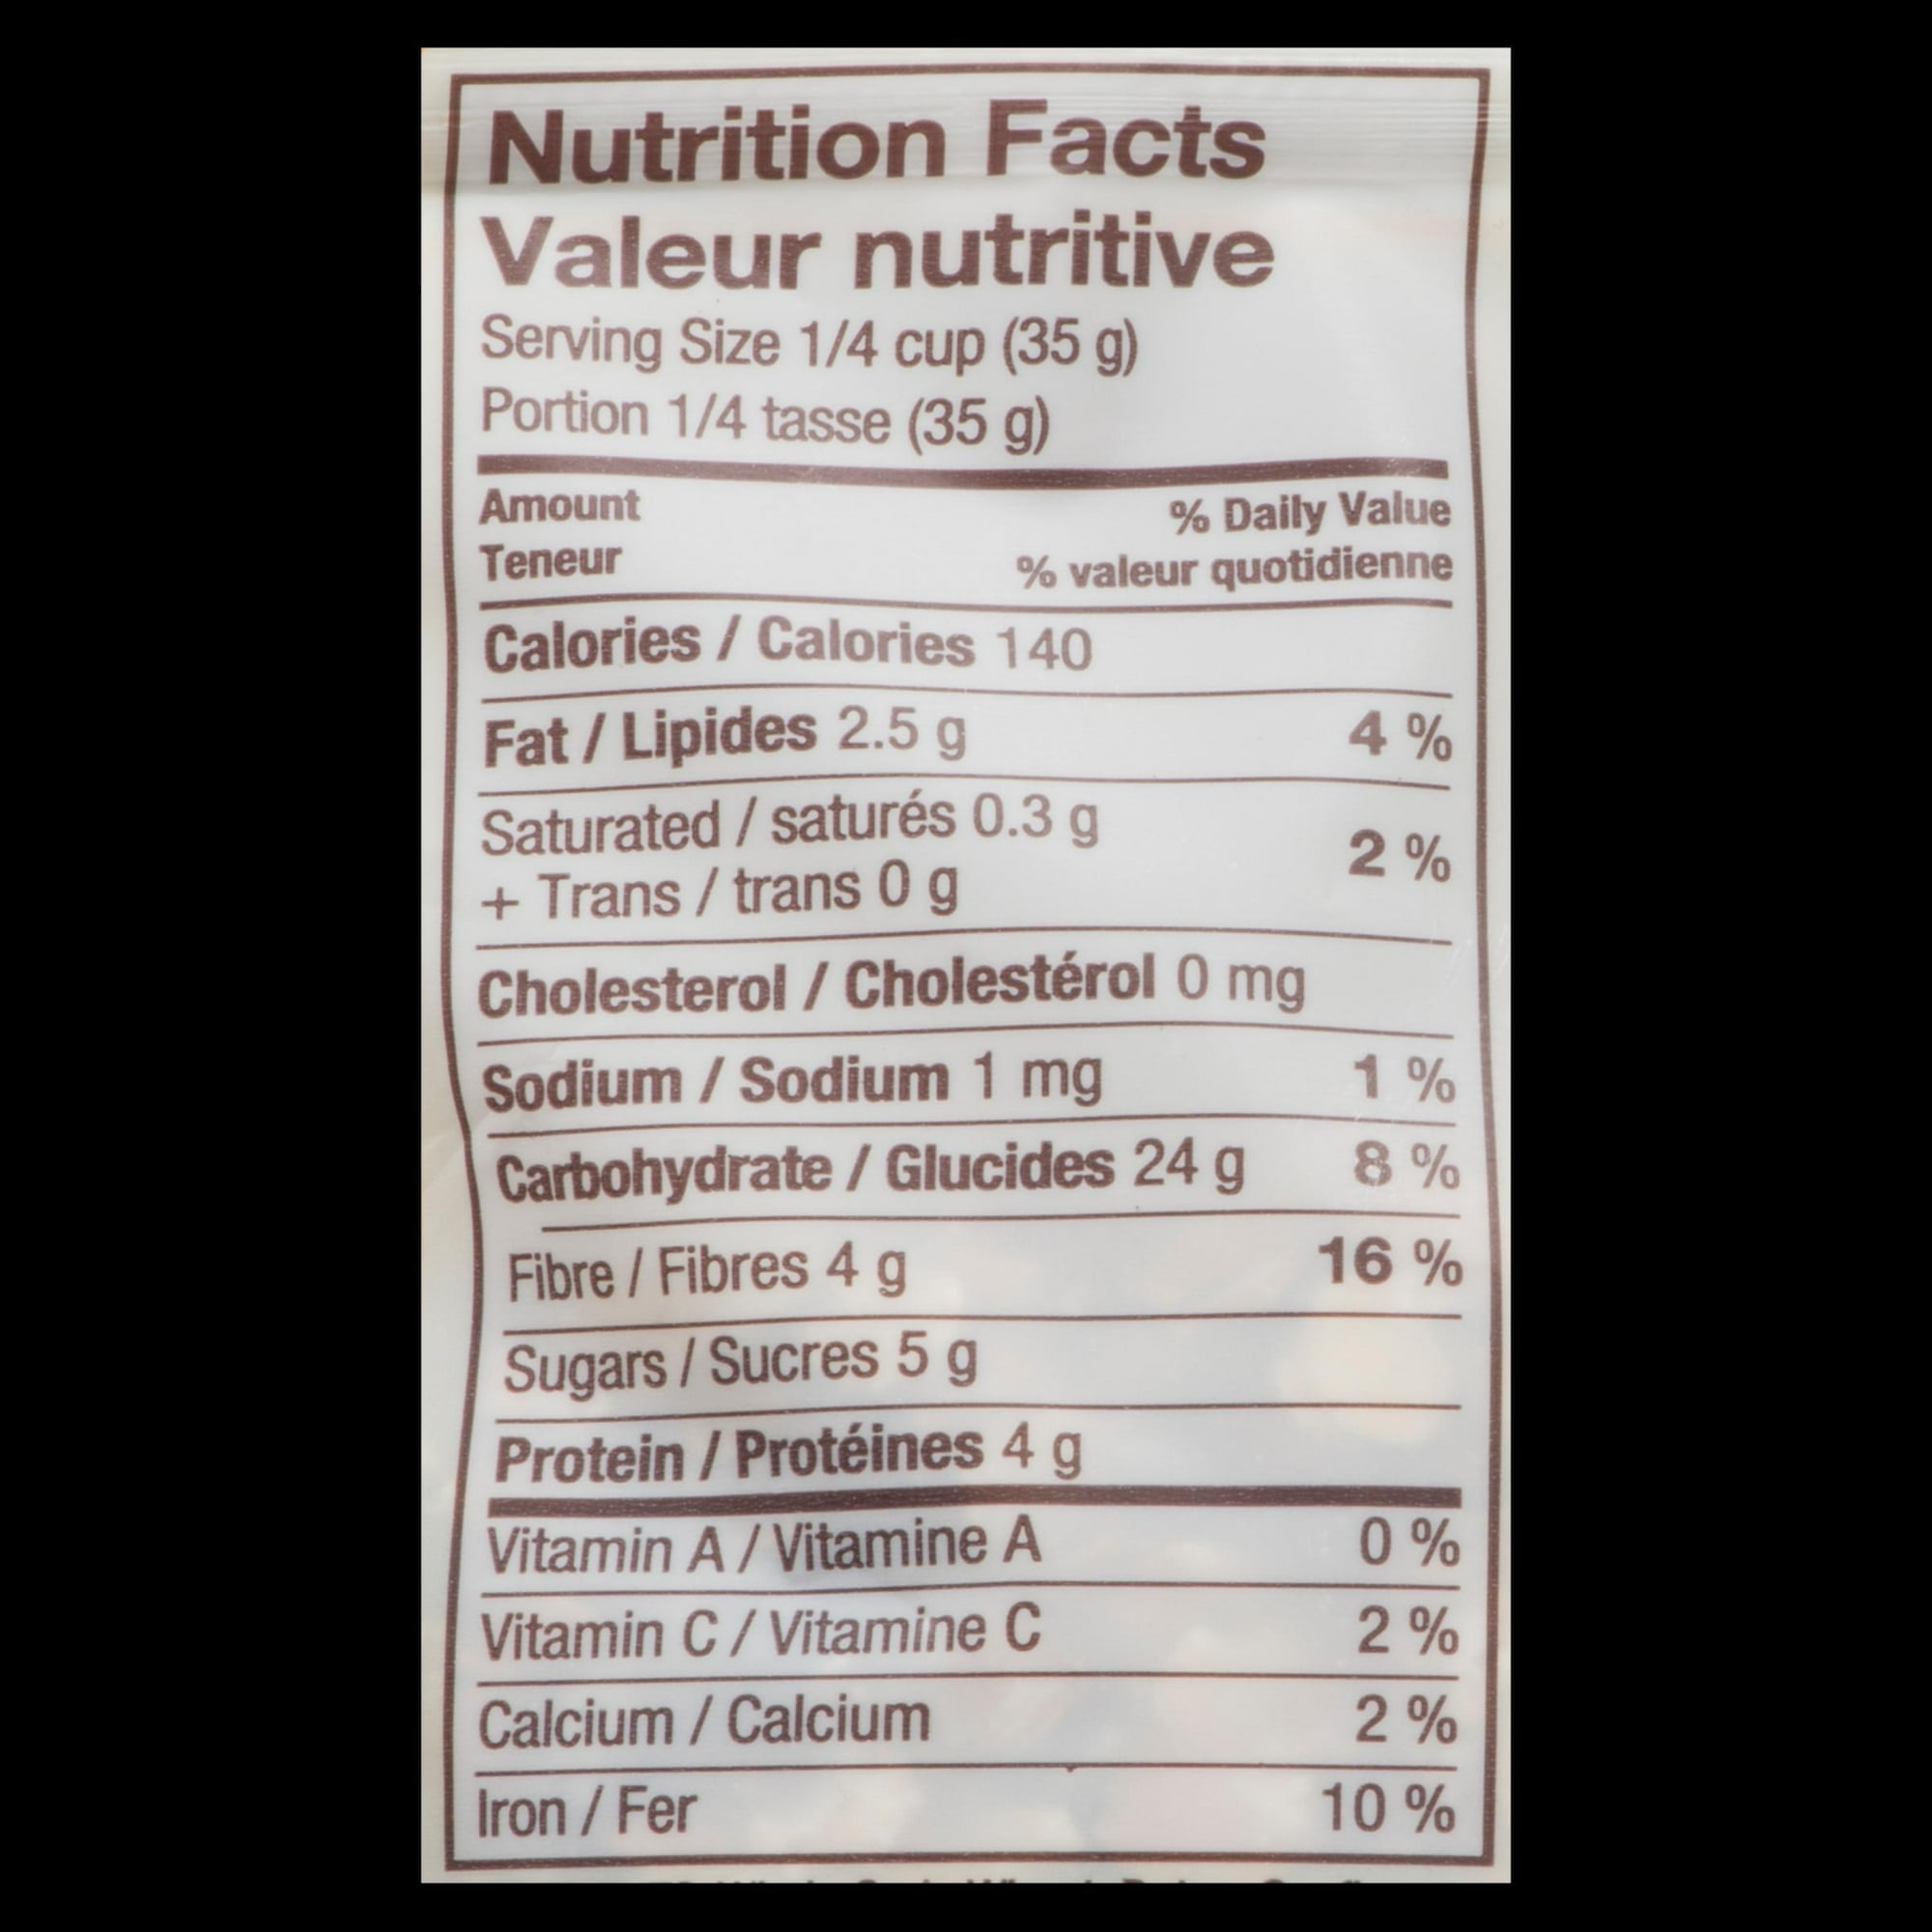 Nutrition Facts
Valeur nutritive
Serving Size 1/4 cup (35 g)
Portion 1/4 tasse (35 g)
Amount % Daily Value
Teneur % valeur quotidienne
Calories / Calories 140
Fat / Lipides 2.5 g 4 %
Saturated / saturés 0.3 g
+ Trans / trans 0 g 2 %
Cholesterol / Cholestérol 0 mg
Sodium / Sodium 1 mg 1 %
Carbohydrate / Glucides 24 g 8 %
Fibre / Fibres 4 g 16 %
Sugars / Sucres 5 g
Protein / Protéines 4 g
Vitamin A / Vitamine A 0 %
Vitamin C / Vitamine C 2 %
Calcium / Calcium 2 %
Iron / Fer 10 %